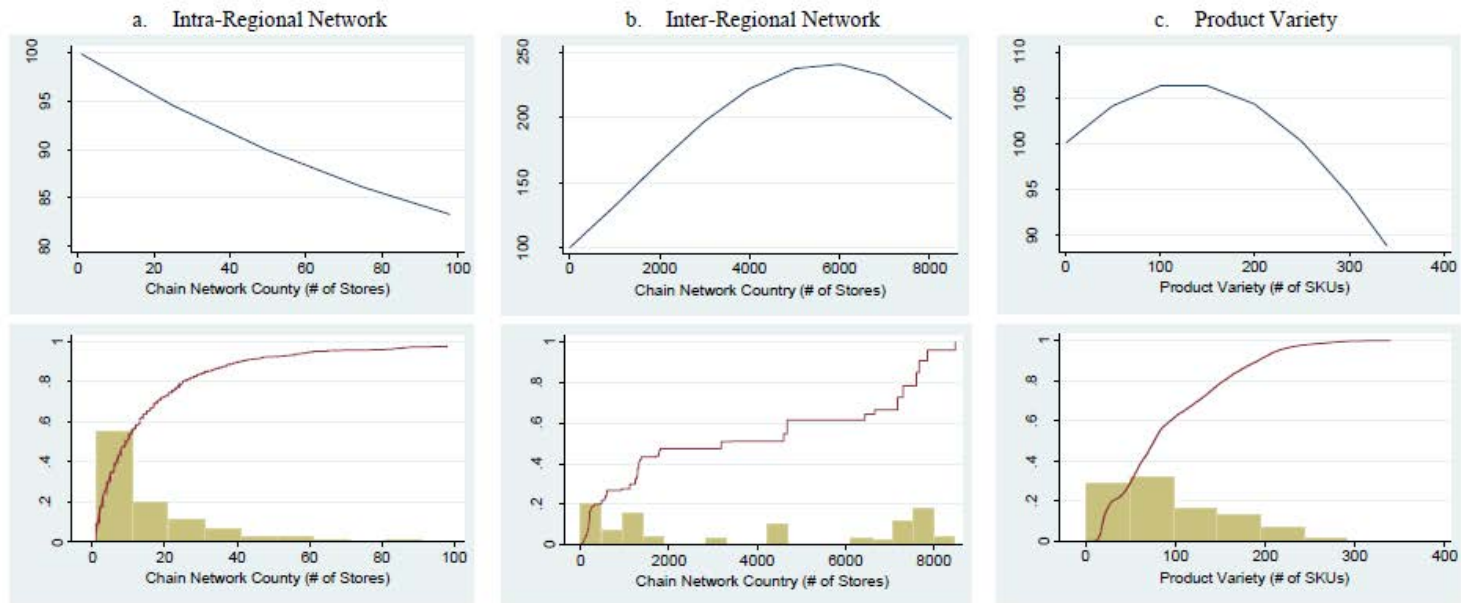 a. Intra-Regional Network
100
95
90
85
80
0 20 40 60 80 100
Chain Network County (# of Stores)
b. Inter-Regional Network
250
200
150
100
0 2000 4000 6000 8000
Chain Network Country (# of Stores)
c. Product Variety
110
105
100
95
90
0 100 200 300 400
Product Variety (# of SKUs)
1
.8
.6
.4
.2
0
0 20 40 60 80 100
Chain Network County (# of Stores)
1
.8
.6
.4
.2
0
0 2000 4000 6000 8000
Chain Network Country (# of Stores)
1
.8
.6
.4
.2
0
0 100 200 300 400
Product Variety (# of SKUs)